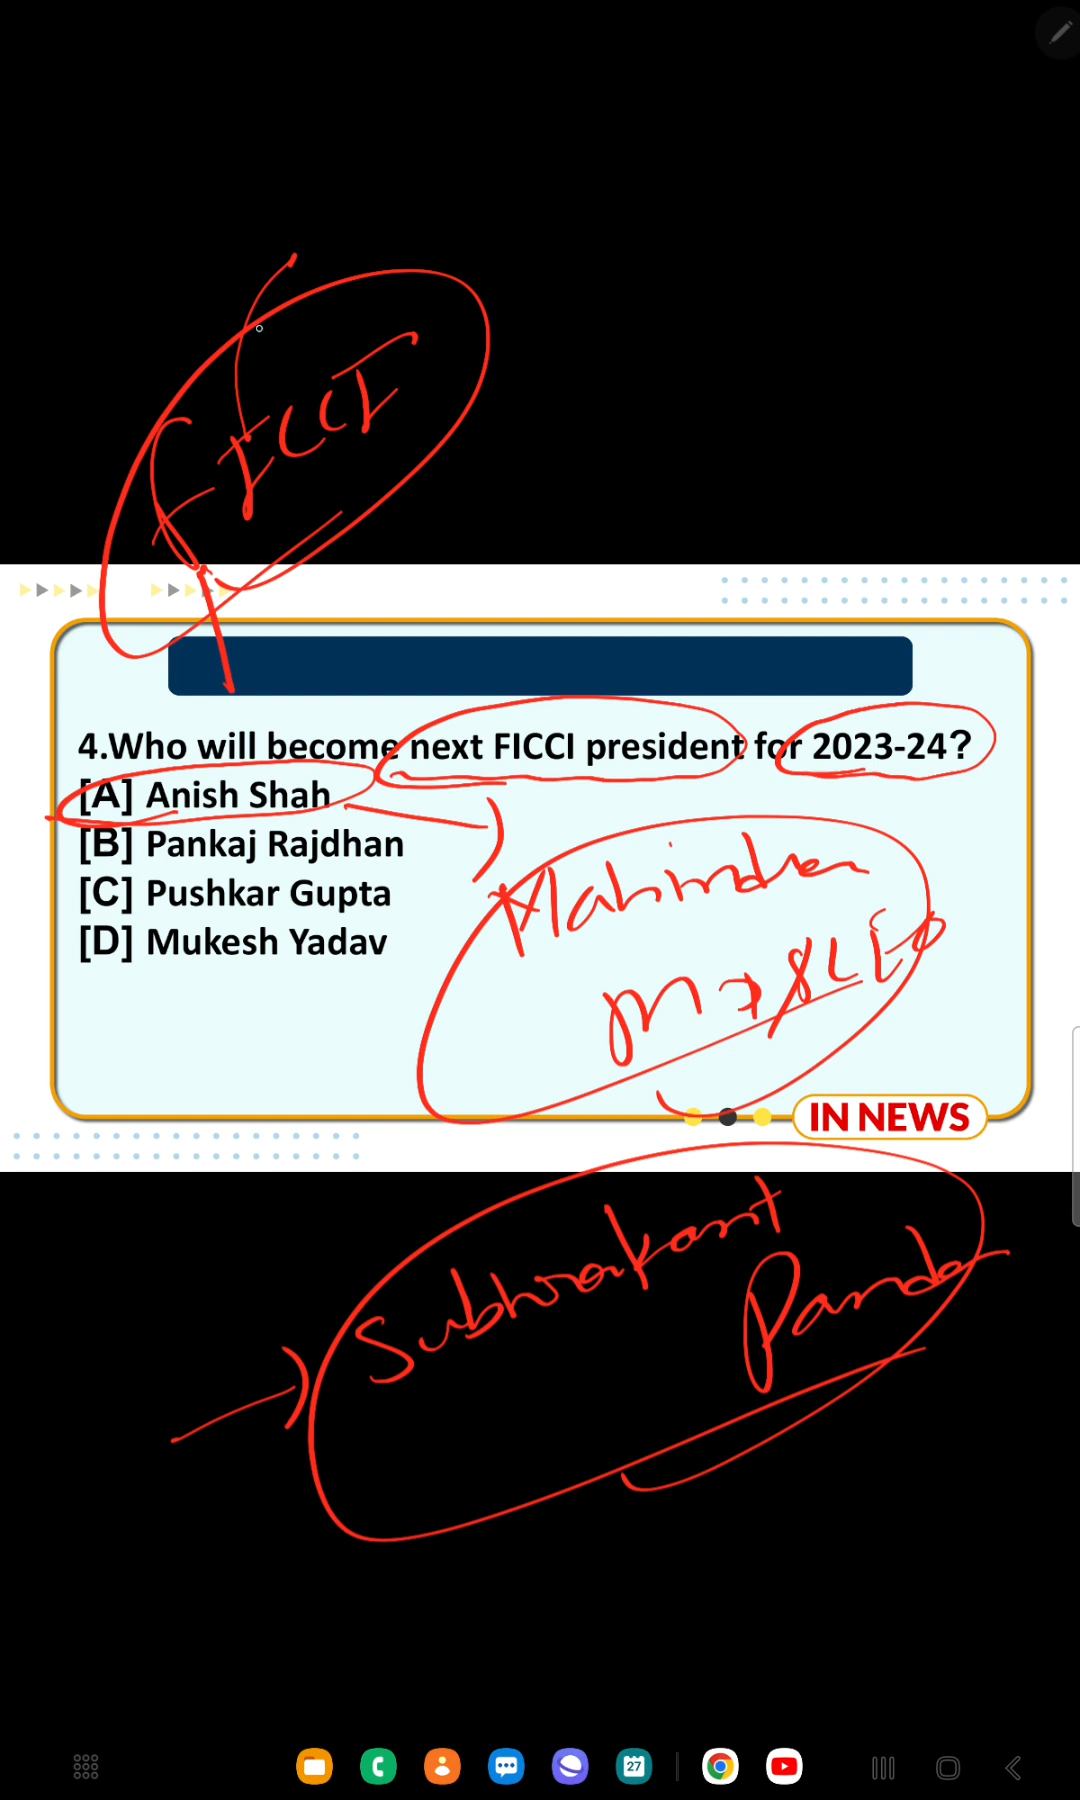 FICCI
4.Who will become next FICCI president for 2023-24?
[A] Anish Shah
[B] Pankaj Rajdhan
[C] Pushkar Gupta
[D] Mukesh Yadav
Mahindra
IN NEWS
Subhrakant
Panda
27